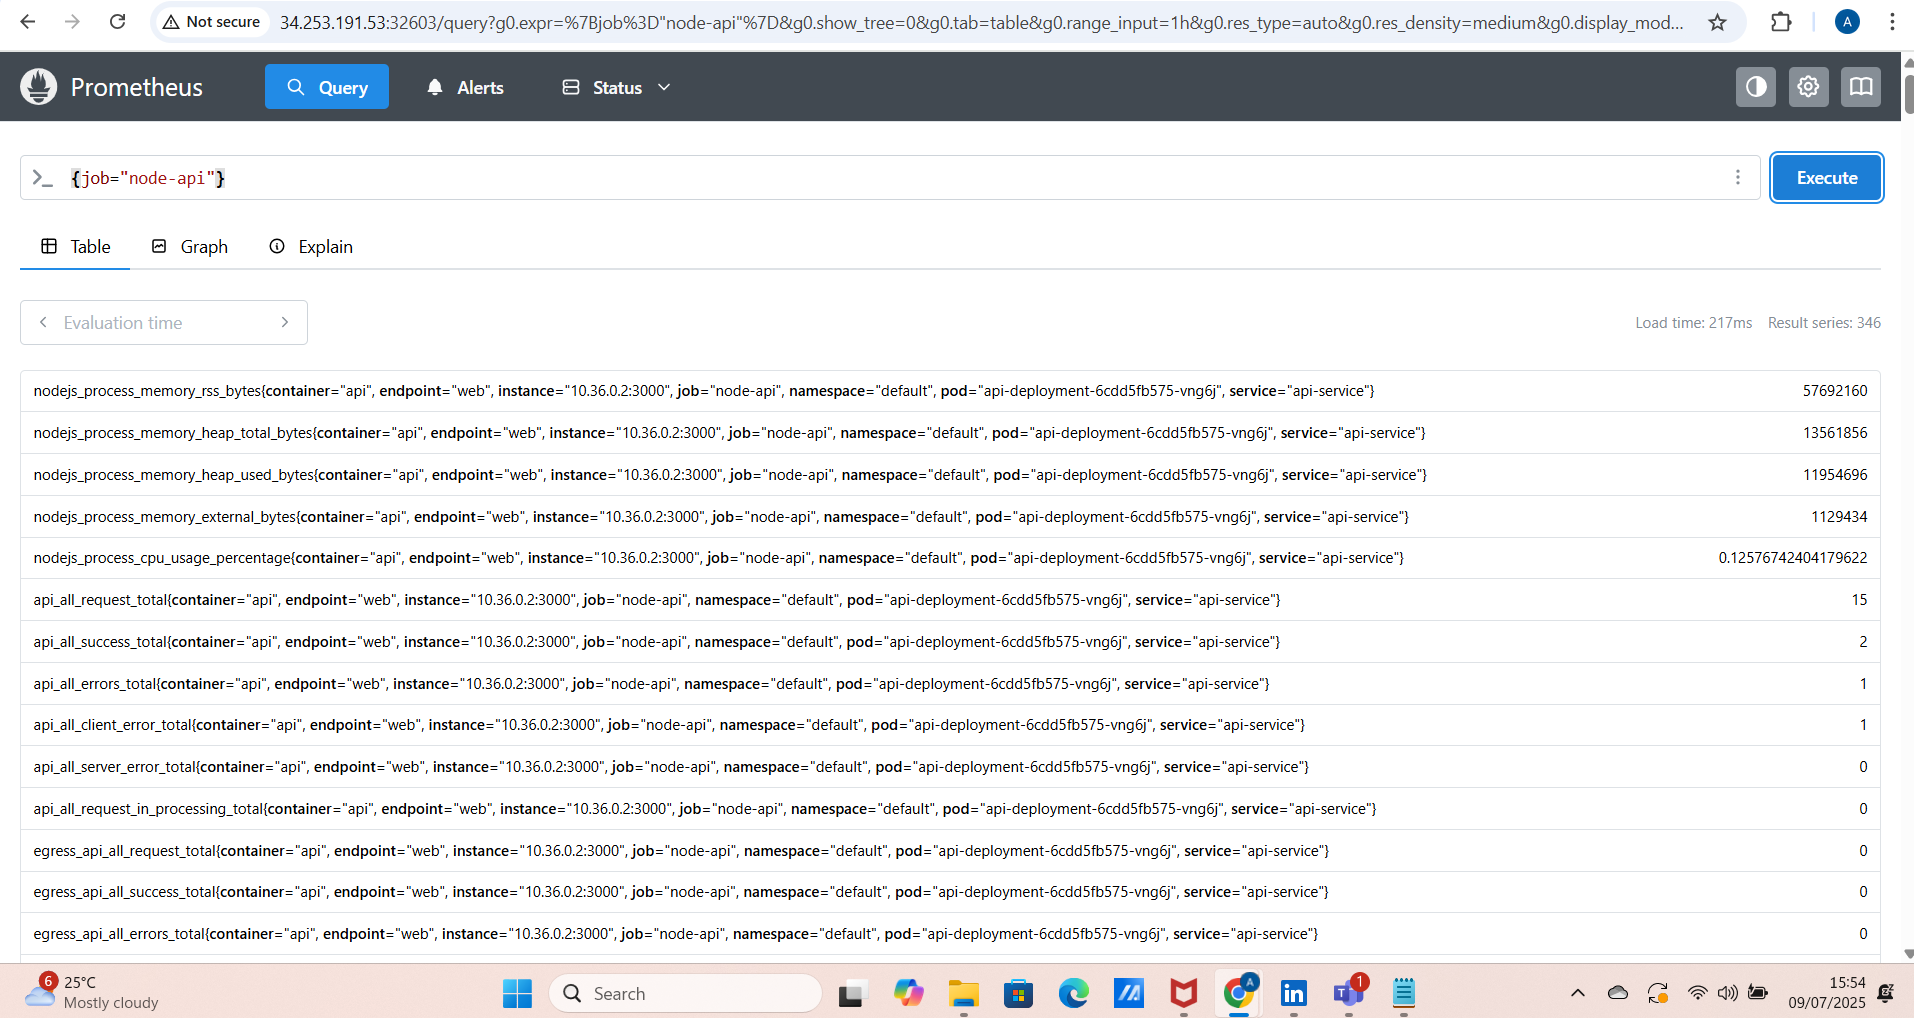 Not secure 34.253.191.53:32603/query?g0.expr=%7Bjob%3D"node-api"%7D&g0.show_tree=0&g0.tab=table&g0.range_input=1h&g0.res_type=auto&g0.res_density=medium&g0.display_mod... A
Prometheus Query Alerts Status
>_ {job="node-api"} Execute
Table Graph Explain
Evaluation time Load time: 217ms Result series: 346
nodejs_process_memory_rss_bytes{container="api", endpoint="web", instance="10.36.0.2:3000", job="node-api", namespace="default", pod="api-deployment-6cdd5fb575-vng6j", service="api-service"} 57692160
nodejs_process_memory_heap_total_bytes{container="api", endpoint="web", instance="10.36.0.2:3000", job="node-api", namespace="default", pod="api-deployment-6cdd5fb575-vng6j", service="api-service"} 13561856
nodejs_process_memory_heap_used_bytes{container="api", endpoint="web", instance="10.36.0.2:3000", job="node-api", namespace="default", pod="api-deployment-6cdd5fb575-vng6j", service="api-service"} 11954696
nodejs_process_memory_external_bytes{container="api", endpoint="web", instance="10.36.0.2:3000", job="node-api", namespace="default", pod="api-deployment-6cdd5fb575-vng6j", service="api-service"} 1129434
nodejs_process_cpu_usage_percentage{container="api", endpoint="web", instance="10.36.0.2:3000", job="node-api", namespace="default", pod="api-deployment-6cdd5fb575-vng6j", service="api-service"} 0.12576742404179622
api_all_request_total{container="api", endpoint="web", instance="10.36.0.2:3000", job="node-api", namespace="default", pod="api-deployment-6cdd5fb575-vng6j", service="api-service"} 15
api_all_success_total{container="api", endpoint="web", instance="10.36.0.2:3000", job="node-api", namespace="default", pod="api-deployment-6cdd5fb575-vng6j", service="api-service"} 2
api_all_errors_total{container="api", endpoint="web", instance="10.36.0.2:3000", job="node-api", namespace="default", pod="api-deployment-6cdd5fb575-vng6j", service="api-service"} 1
api_all_client_error_total{container="api", endpoint="web", instance="10.36.0.2:3000", job="node-api", namespace="default", pod="api-deployment-6cdd5fb575-vng6j", service="api-service"} 1
api_all_server_error_total{container="api", endpoint="web", instance="10.36.0.2:3000", job="node-api", namespace="default", pod="api-deployment-6cdd5fb575-vng6j", service="api-service"} 0
api_all_request_in_processing_total{container="api", endpoint="web", instance="10.36.0.2:3000", job="node-api", namespace="default", pod="api-deployment-6cdd5fb575-vng6j", service="api-service"} 0
egress_api_all_request_total{container="api", endpoint="web", instance="10.36.0.2:3000", job="node-api", namespace="default", pod="api-deployment-6cdd5fb575-vng6j", service="api-service"} 0
egress_api_all_success_total{container="api", endpoint="web", instance="10.36.0.2:3000", job="node-api", namespace="default", pod="api-deployment-6cdd5fb575-vng6j", service="api-service"} 0
egress_api_all_errors_total{container="api", endpoint="web", instance="10.36.0.2:3000", job="node-api", namespace="default", pod="api-deployment-6cdd5fb575-vng6j", service="api-service"} 0
6 25°C Search A in T 1 15:54
Mostly cloudy 09/07/2025